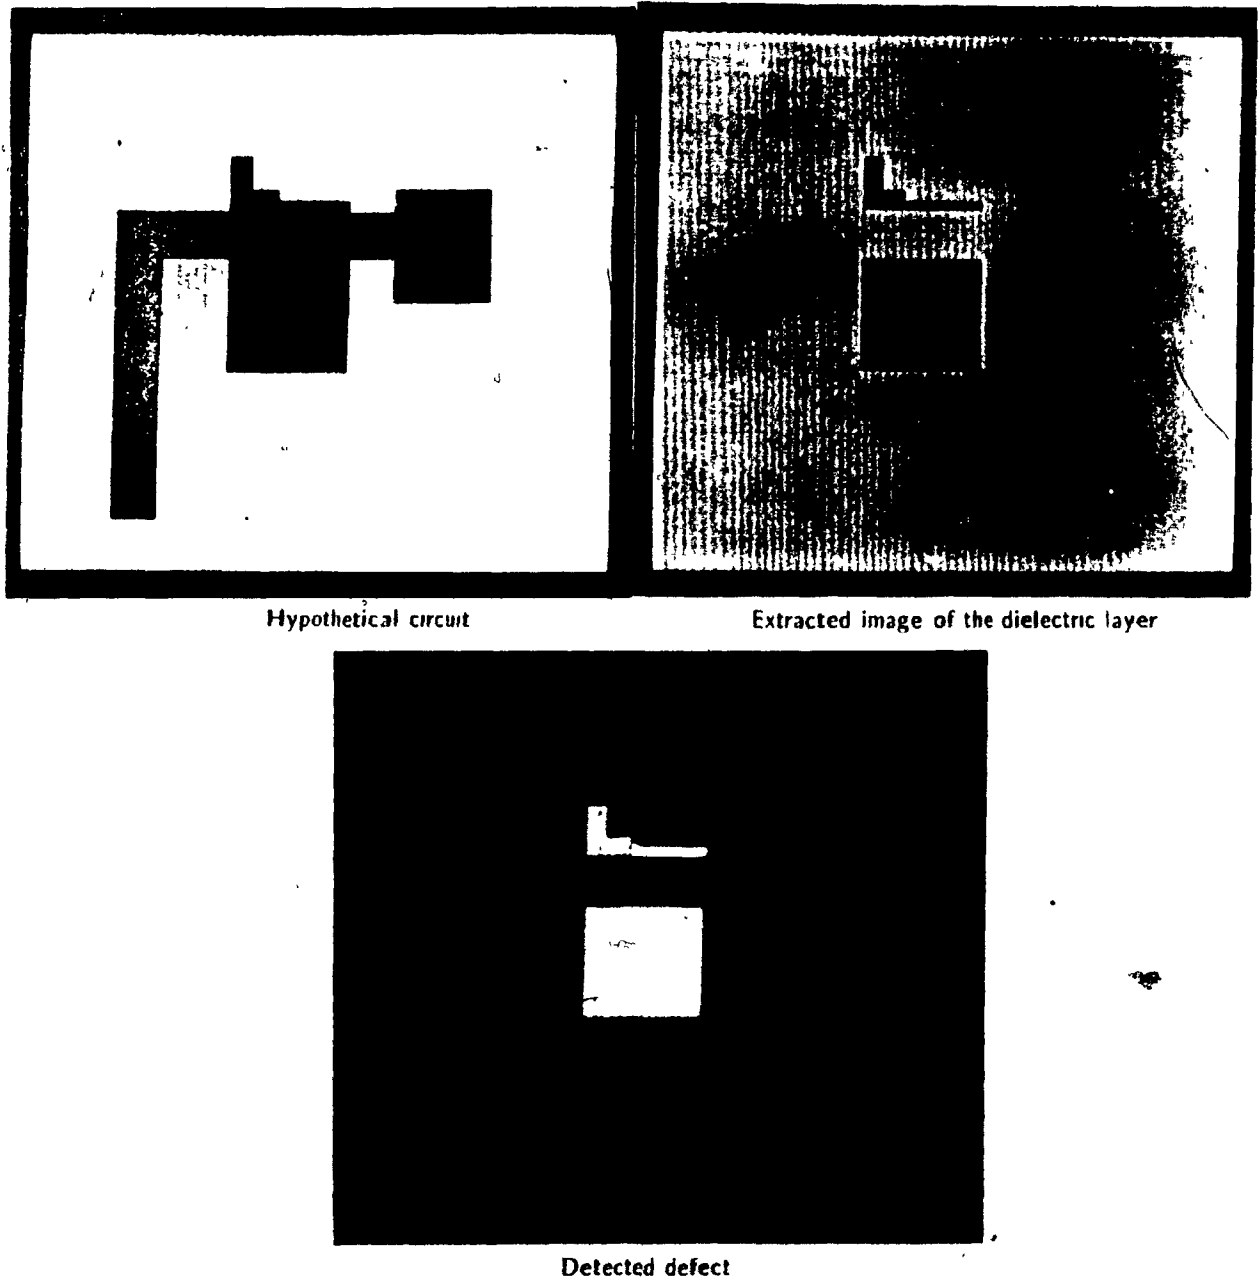 Hypothetical circuit
Extracted image of the dielectric layer
Detected defect